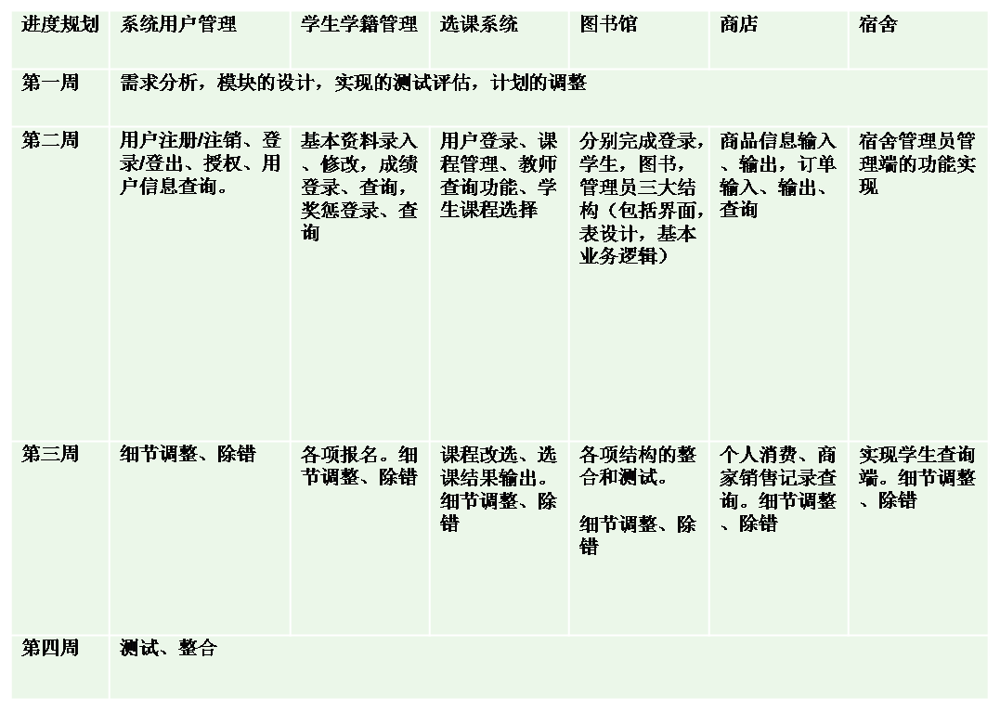 进度规划
系统用户管理
学生学籍管理
选课系统
图书馆
商店
宿舍
第一周
需求分析，模块的设计，实现的测试评估，计划的调整
第二周
用户注册/注销、登
录/登出、授权、用
户信息查询。
基本资料录入
、修改，成绩
登录、查询，
奖惩登录、查
询
用户登录、课
程管理、教师
查询功能、学
生课程选择
分别完成登录，
学生，图书，
管理员三大结
构（包括界面，
表设计，基本
业务逻辑）
商品信息输入
、输出，订单
输入、输出、
查询
宿舍管理员管
理端的功能实
现
第三周
细节调整、除错
各项报名。细
节调整、除错
课程改选、选
课结果输出。
细节调整、除
错
各项结构的整
合和测试。
细节调整、除
错
个人消费、商
家销售记录查
询。细节调整
、除错
实现学生查询
端。细节调整
、除错
第四周
测试、整合